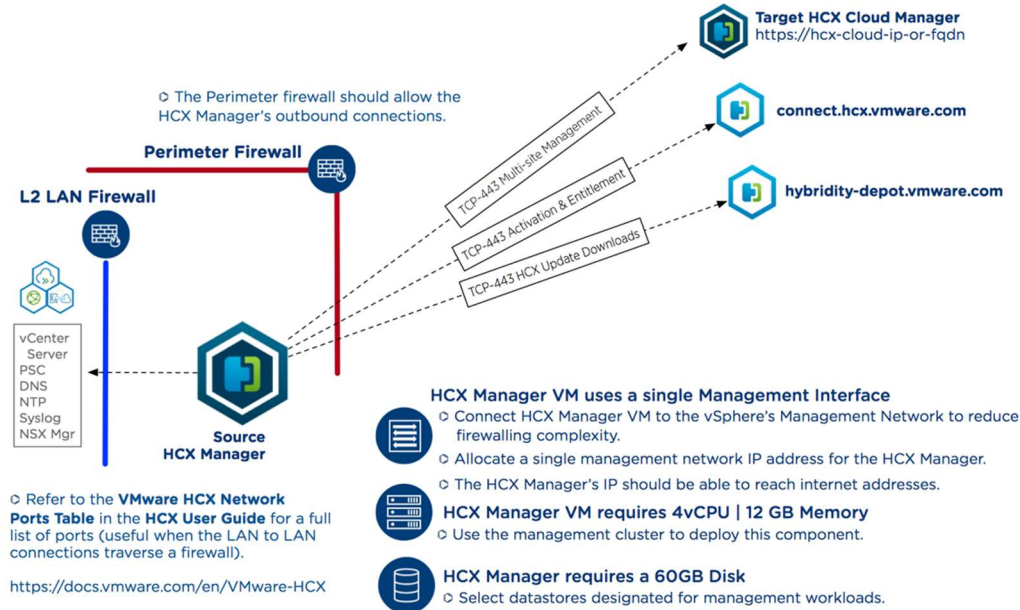 Target HCX Cloud Manager
https://hcx-cloud-ip-or-fqdn
The Perimeter firewall should allow the
HCX Manager's outbound connections.
connect.hcx.vmware.com
Perimeter Firewall
TCP-443 Multi-site Management
L2 LAN Firewall
TCP-443 Activation & Entitlement
hybridity-depot.vmware.com
TCP-443 HCX Update Downloads
vCenter
Server
PSC
DNS
NTP
Syslog
NSX Mgr
Source
HCX Manager
HCX Manager VM uses a single Management Interface
Connect HCX Manager VM to the vSphere's Management Network to reduce
firewalling complexity.
Allocate a single management network IP address for the HCX Manager.
The HCX Manager's IP should be able to reach internet addresses.
HCX Manager VM requires 4vCPU | 12 GB Memory
Use the management cluster to deploy this component.
HCX Manager requires a 60GB Disk
Select datastores designated for management workloads.
Refer to the VMware HCX Network
Ports Table in the HCX User Guide for a full
list of ports (useful when the LAN to LAN
connections traverse a firewall).
https://docs.vmware.com/en/VMware-HCX